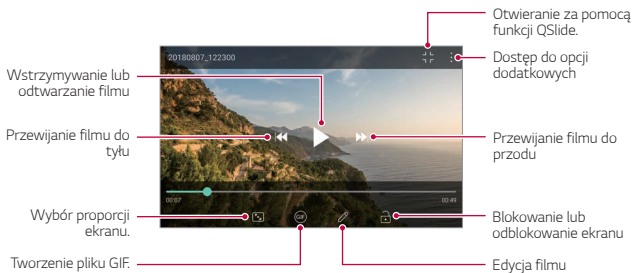 Otwieranie za pomocą
funkcji QSlide.
20180807_122300
Dostęp do opcji
dodatkowych
Wstrzymywanie lub
odtwarzanie filmu
Przewijanie filmu do
tyłu
Przewijanie filmu do
przodu
00:07
00:49
Wybór proporcji
ekranu.
GIF
Blokowanie lub
odblokowanie ekranu
Tworzenie pliku GIF.
Edycja filmu